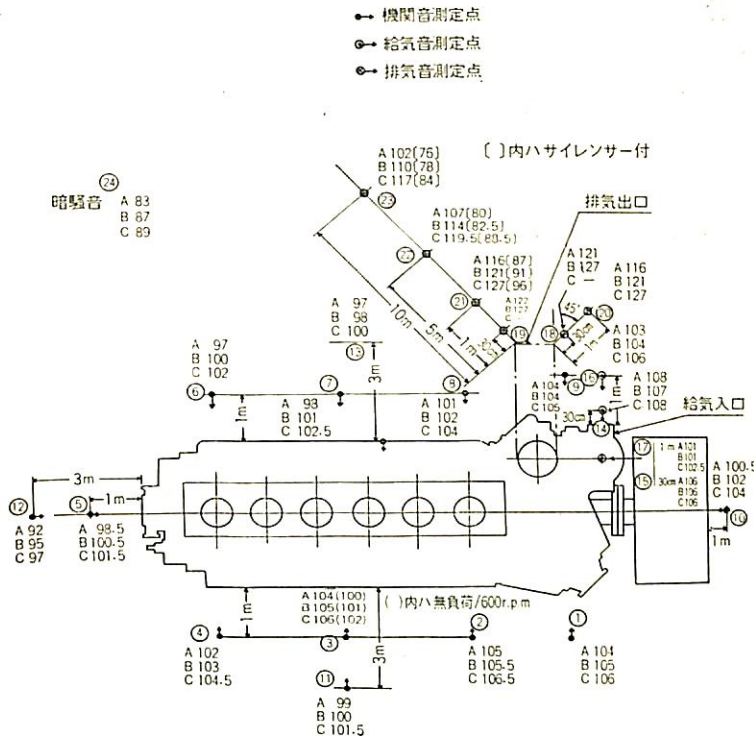 機関音測定点
給気音測定点
排気音測定点
〔 〕内ハサイレンサー付
㉔
暗騒音
A 83
B 87
C 89
A 102(76)
B 110(78)
C 117(84)
㉓
A 107(80)
B 114(82.5)
㉒
A 116(87)
B 121(91)
C 127(96)
㉑
⑲
排気出口
A 121
B 127
C —
⑱
A 116
B 121
C 127
⑳
45°
30cm
1m
10m
5m
1m
A 97
B 98
C 100
⑬
3m
A 97
B 100
C 102
⑥
1m
⑦
A 93
B 101
C 102.5
⑧
A 101
B 102
C 104
A 103
B 104
C 106
⑯
⑨
A 104
B 104
C 105
A 108
B 107
C 108
給気入口
30cm
⑭
⑰ 1m A 101
B 101
C 102.5
⑮ 30cm A 106
B 106
C 106
A 100.5
B 102
C 104
⑩
1m
3m
1m
⑫
A 92
B 95
C 97
⑤
A 98.5
B 100.5
C 101.5
A 104(100)
B 105(101)
C 106(102)
( )内ハ無負荷/600r.p.m
1m
3m
④
A 102
B 103
C 104.5
③
②
A 105
B 105.5
C 106.5
①
A 104
B 105
C 106
⑪
A 99
B 100
C 101.5